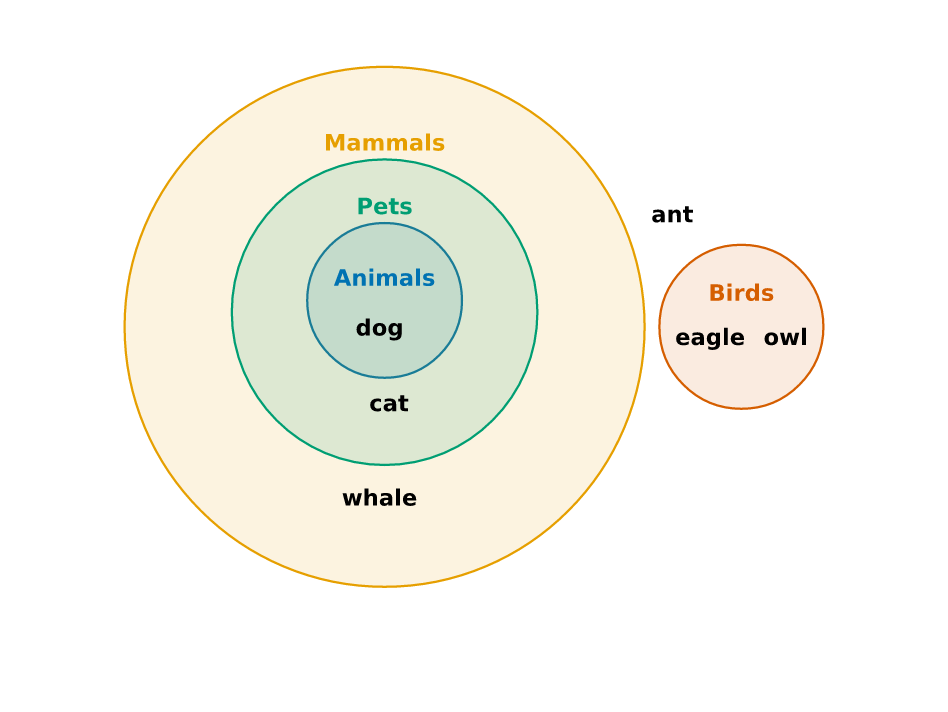 Mammals
Pets
ant
Animals
Birds
dog
eagle owl
cat
whale